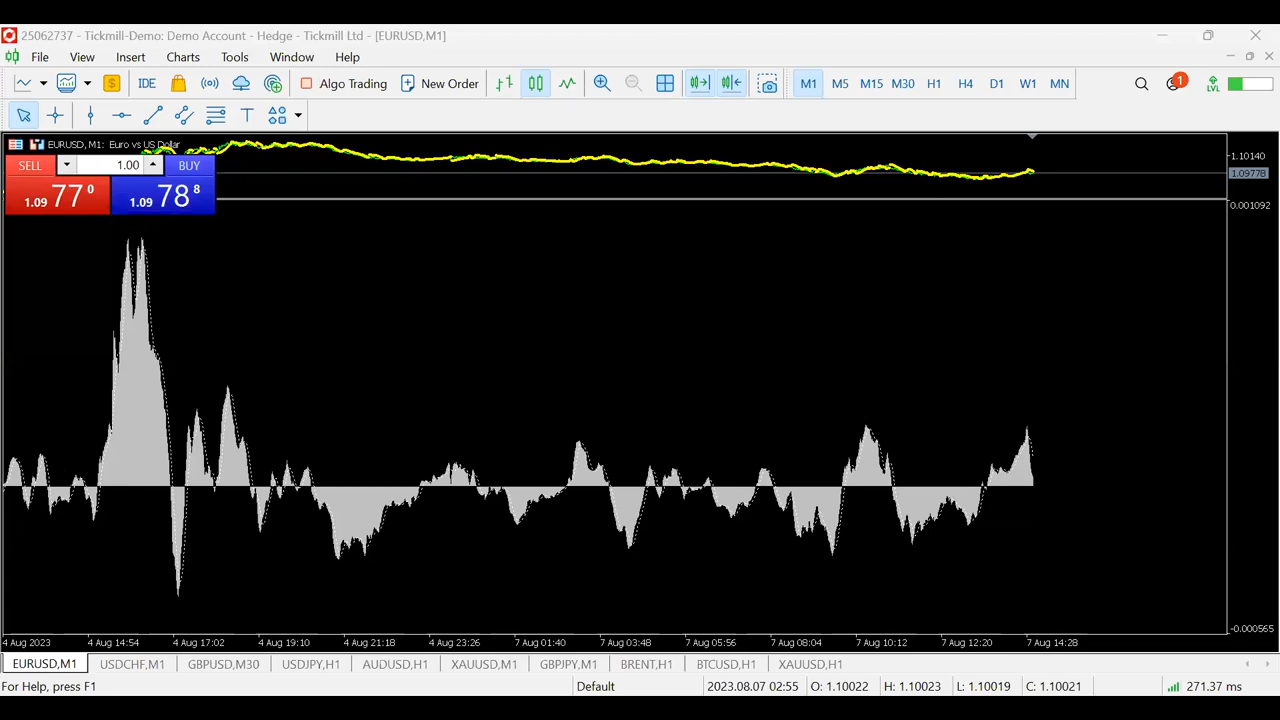 25062737 - Tickmill-Demo: Demo Account - Hedge - Tickmill Ltd - [EURUSD,M1]
File View Insert Charts Tools Window Help
IDE Algo Trading New Order M1 M5 M15 M30 H1 H4 D1 W1 MN 1 LVL
T
EURUSD, M1: Euro vs US Dollar
SELL 1.00 BUY
1.09 77 0 1.09 78 8
1.10140
1.09778
0.001092
-0.000565
4 Aug 2023 4 Aug 14:54 4 Aug 17:02 4 Aug 19:10 4 Aug 21:18 4 Aug 23:26 7 Aug 01:40 7 Aug 03:48 7 Aug 05:56 7 Aug 08:04 7 Aug 10:12 7 Aug 12:20 7 Aug 14:28
EURUSD,M1 USDCHF,M1 GBPUSD,M30 USDJPY,H1 AUDUSD,H1 XAUUSD,M1 GBPJPY,M1 BRENT,H1 BTCUSD,H1 XAUUSD,H1
For Help, press F1 Default 2023.08.07 02:55 O: 1.10022 H: 1.10023 L: 1.10019 C: 1.10021 271.37 ms